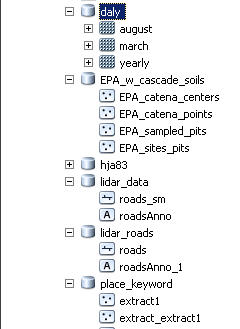 daly
august
march
yearly
EPA_w_cascade_soils
EPA_catena_centers
EPA_catena_points
EPA_sampled_pits
EPA_sites_pits
hja83
lidar_data
roads_sm
A roadsAnno
lidar_roads
roads
A roadsAnno_1
place_keyword
extract1
extract_extract1